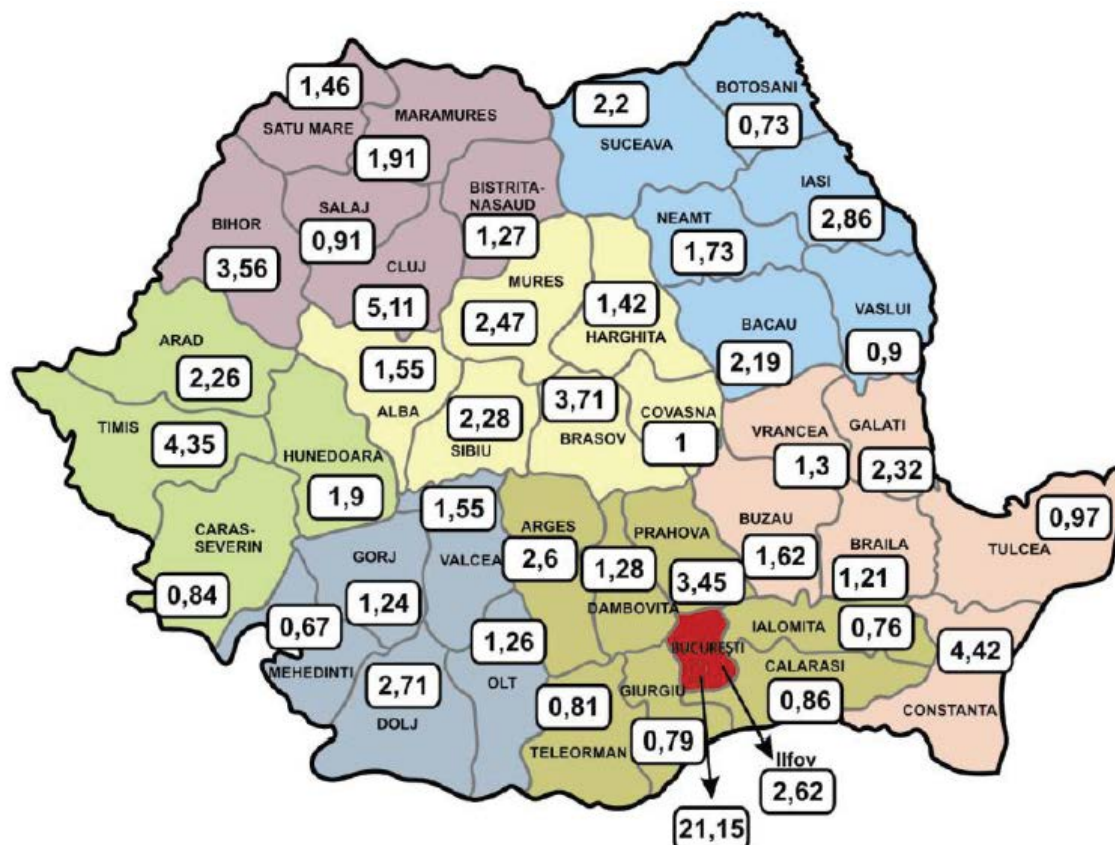 1,46
SATU MARE
MARAMURES
1,91
2,2
SUCEAVA
BOTOSANI
0,73
IASI
2,86
BIHOR
3,56
SALAJ
0,91
BISTRITA-
NASAUD
1,27
CLUJ
5,11
NEAMT
1,73
MURES
2,47
1,42
HARGHITA
BACAU
2,19
VASLUI
0,9
ARAD
2,26
1,55
ALBA
2,28
SIBIU
3,71
BRASOV
COVASNA
1
TIMIS
4,35
HUNEDOARA
1,9
VRANCEA
1,3
GALATI
2,32
CARAS-
SEVERIN
0,84
1,55
VALCEA
GORJ
1,24
ARGES
2,6
1,28
DAMBOVITA
PRAHOVA
3,45
BUZAU
1,62
BRAILA
1,21
0,97
TULCEA
0,67
MEHEDINTI
2,71
DOLJ
1,26
OLT
BUCUREȘTI
IALOMITA
0,76
CALARASI
0,86
4,42
CONSTANTA
0,81
TELEORMAN
GIURGIU
0,79
Ilfov
2,62
21,15